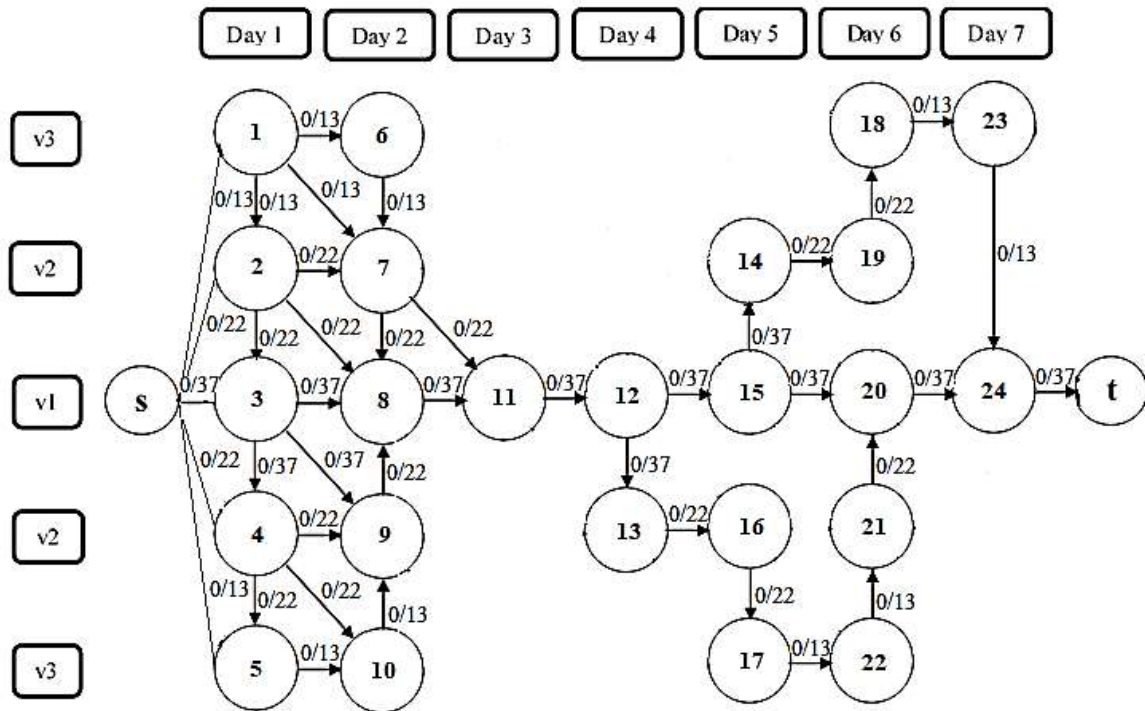 Day 1 Day 2 Day 3 Day 4 Day 5 Day 6 Day 7
v3 1 0/13 6 18 0/13 23
0/13 0/13 0/13 0/13 0/22
v2 2 0/22 7 14 0/22 19 0/13
0/22 0/22 0/22 0/22 0/22 0/37
v1 s 0/37 3 0/37 8 0/37 11 0/37 12 0/37 15 0/37 20 0/37 24 0/37 t
0/22 0/37 0/37 0/22 0/37 0/22
v2 4 0/22 9 13 0/22 16 21
0/13 0/22 0/22 0/13 0/22 0/13
v3 5 0/13 10 17 0/13 22